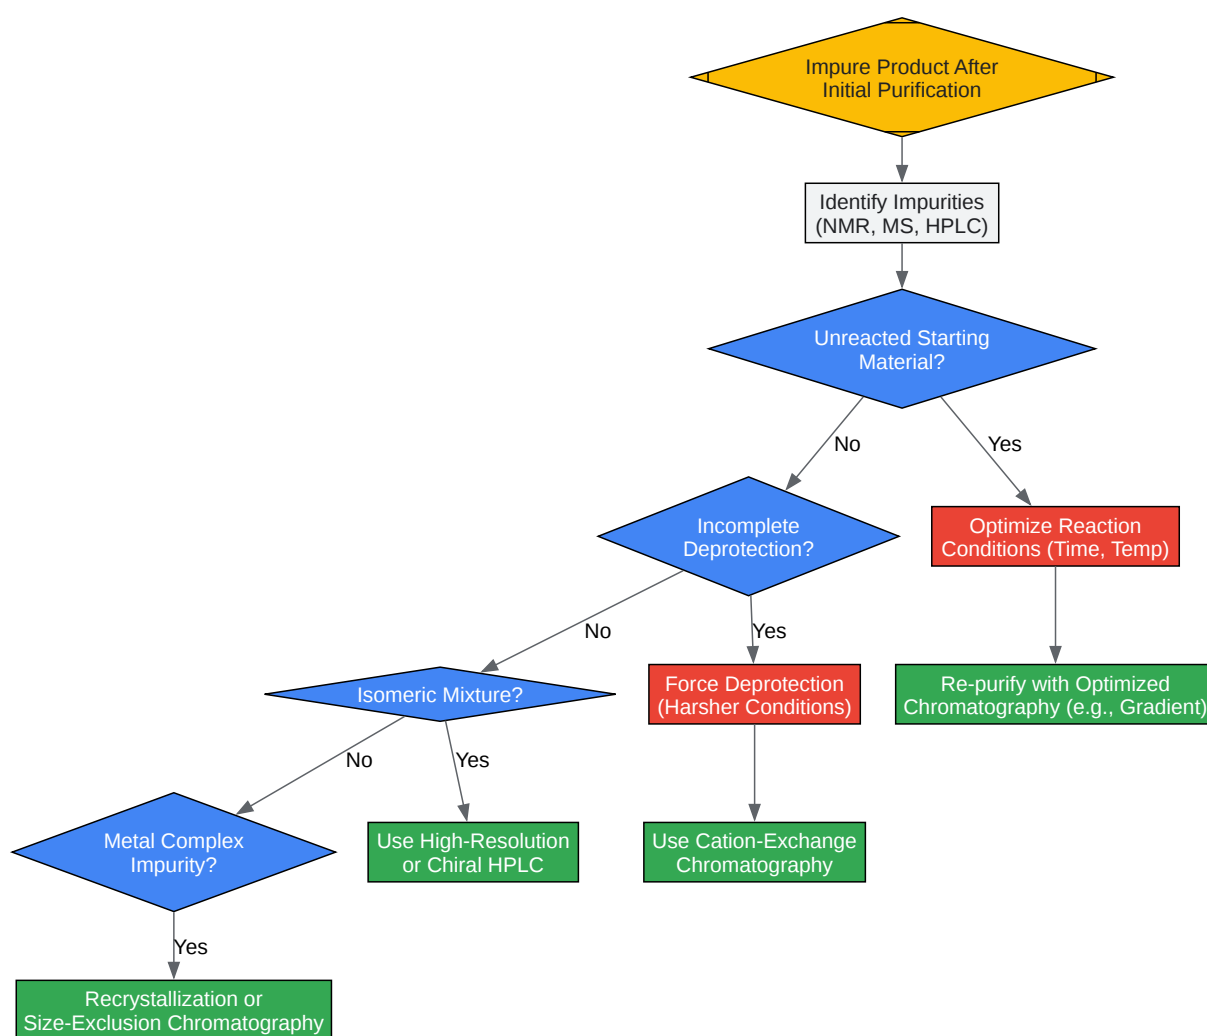 Impure Product After
Initial Purification
Identify Impurities
(NMR, MS, HPLC)
Unreacted Starting
Material?
No
Yes
Incomplete
Deprotection?
Optimize Reaction
Conditions (Time, Temp)
No
Yes
Isomeric Mixture?
Force Deprotection
(Harsher Conditions)
Re-purify with Optimized
Chromatography (e.g., Gradient)
No
Yes
Metal Complex
Impurity?
Use High-Resolution
or Chiral HPLC
Use Cation-Exchange
Chromatography
Yes
Recrystallization or
Size-Exclusion Chromatography